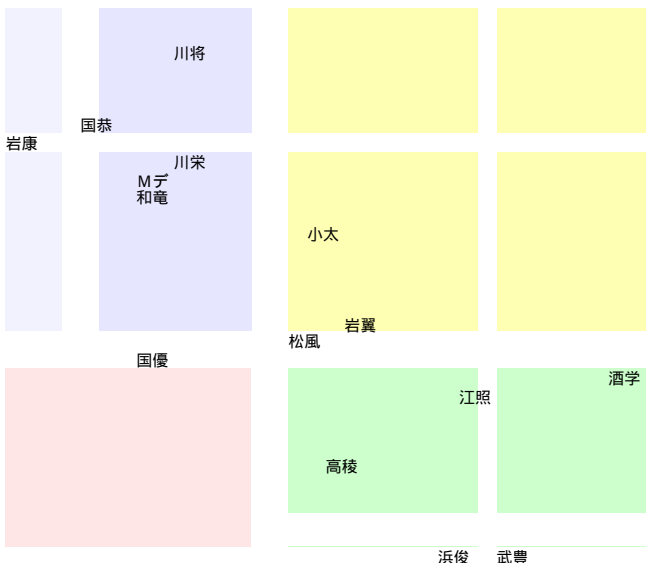 川将
国恭
岩康
川栄
Mデ
和竜
小太
岩翼
松風
国優
酒学
江照
高稜
浜俊
武豊